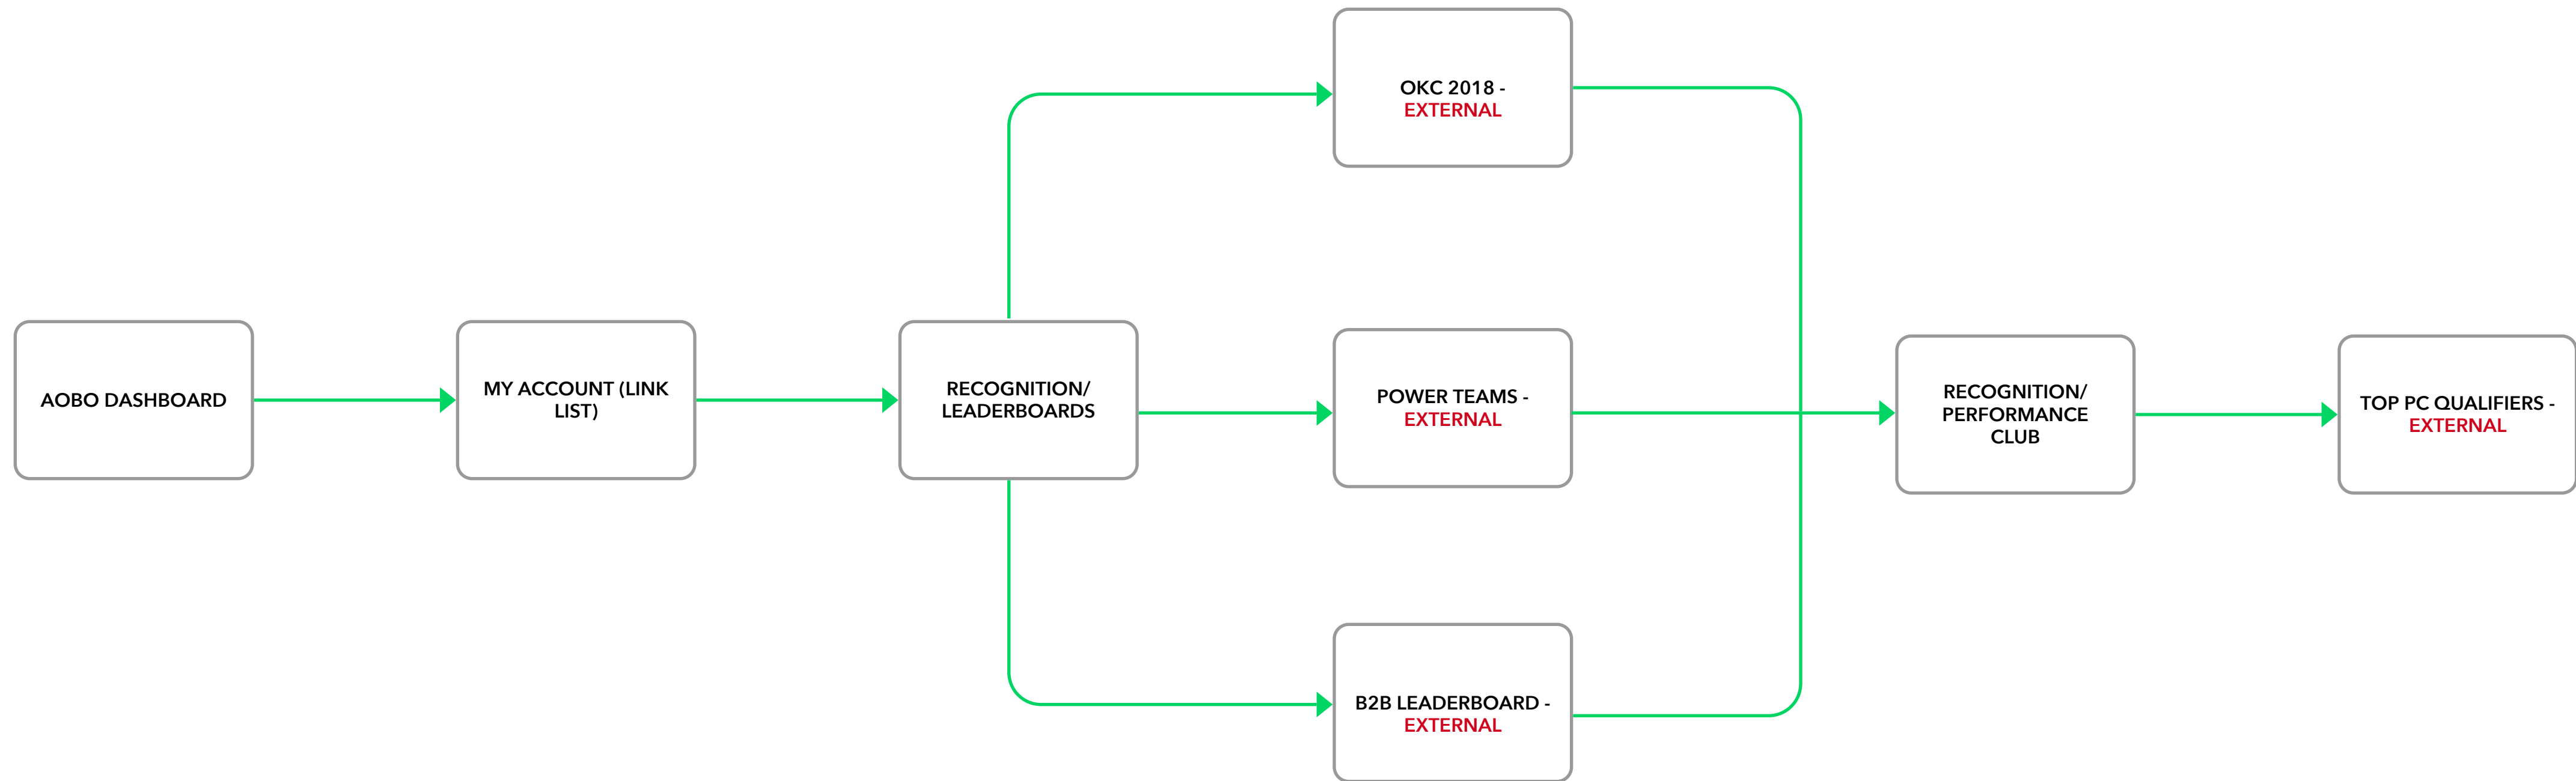 AOBO DASHBOARD
MY ACCOUNT (LINK
LIST)
RECOGNITION/
LEADERBOARDS
OKC 2018 -
EXTERNAL
POWER TEAMS -
EXTERNAL
B2B LEADERBOARD -
EXTERNAL
RECOGNITION/
PERFORMANCE
CLUB
TOP PC QUALIFIERS -
EXTERNAL